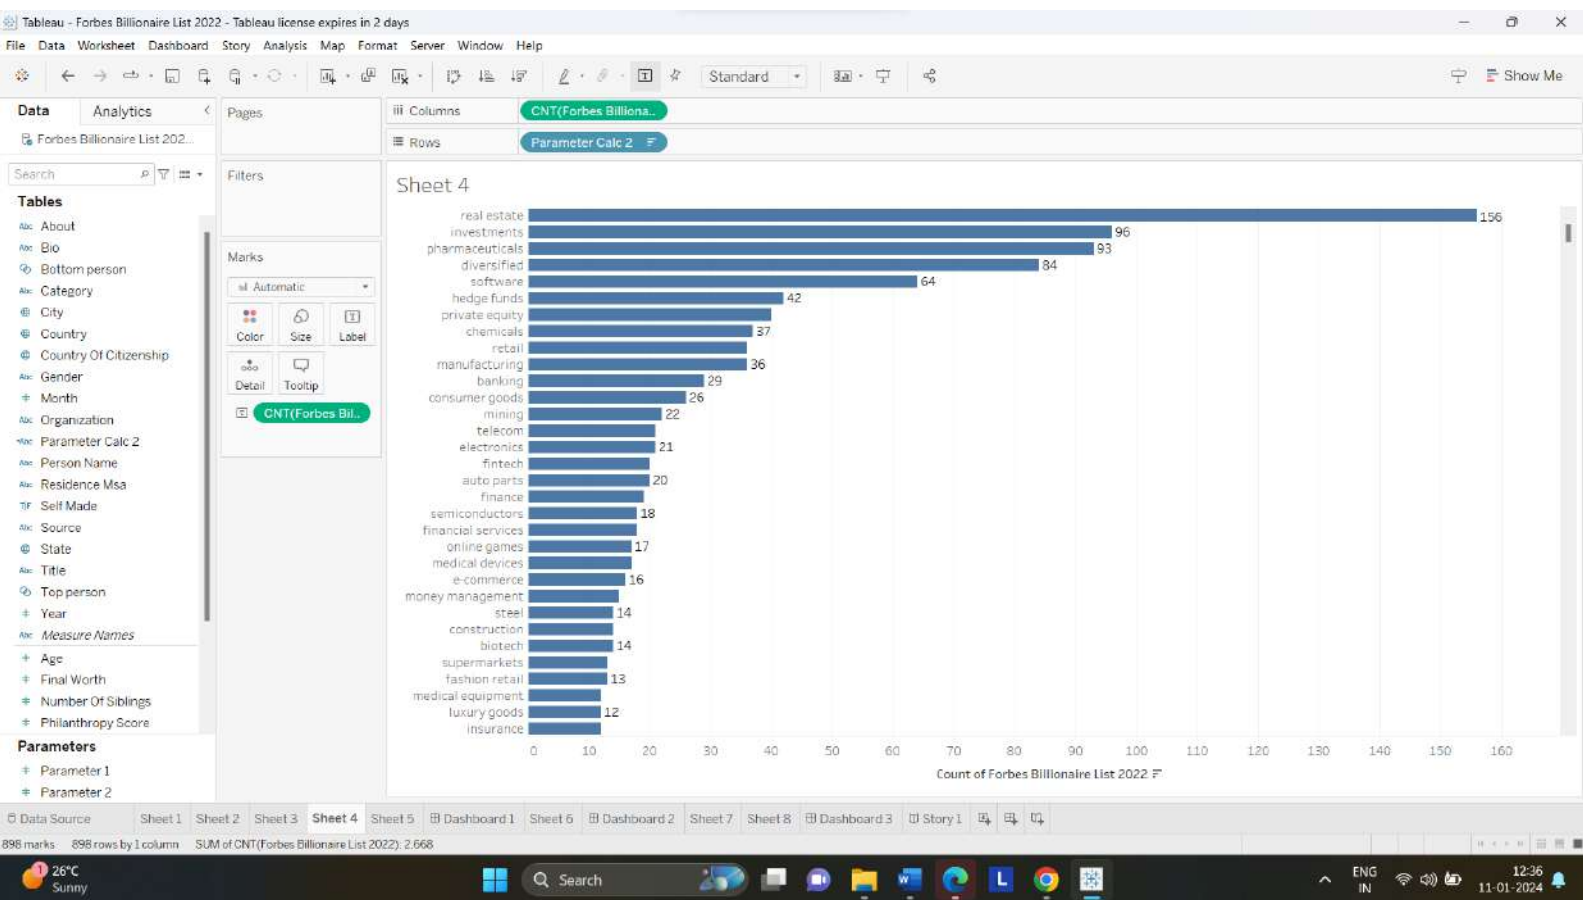 Tableau - Forbes Billionaire List 2022 - Tableau license expires in 2 days
File Data Worksheet Dashboard Story Analysis Map Format Server Window Help
Standard
Show Me
Data Analytics
Forbes Billionaire List 202...
Search
Tables
Abc About
Abc Bio
Bottom person
Abc Category
City
Country
Country Of Citizenship
Abc Gender
# Month
Abc Organization
=Abc Parameter Calc 2
Abc Person Name
Abc Residence Msa
T|F Self Made
Abc Source
State
Abc Title
Top person
# Year
Abc Measure Names
# Age
# Final Worth
# Number Of Siblings
# Philanthropy Score
Parameters
# Parameter 1
# Parameter 2
Pages
Filters
Marks
Automatic
Color Size Label
Detail Tooltip
CNT(Forbes Bil..
Columns CNT(Forbes Billiona..
Rows Parameter Calc 2
Sheet 4
real estate 156
investments 96
pharmaceuticals 93
diversified 84
software 64
hedge funds 42
private equity
chemicals 37
retail
manufacturing 36
banking 29
consumer goods 26
mining 22
telecom
electronics 21
fintech
auto parts 20
finance
semiconductors 18
financial services
online games 17
medical devices
e-commerce 16
money management
steel 14
construction
biotech 14
supermarkets
fashion retail 13
medical equipment
luxury goods 12
insurance
0 10 20 30 40 50 60 70 80 90 100 110 120 130 140 150 160
Count of Forbes Billionaire List 2022
Data Source Sheet 1 Sheet 2 Sheet 3 Sheet 4 Sheet 5 Dashboard 1 Sheet 6 Dashboard 2 Sheet 7 Sheet 8 Dashboard 3 Story 1
898 marks 898 rows by 1 column SUM of CNT(Forbes Billionaire List 2022): 2,668
1
26°C
Sunny
Search
W
L
ENG
IN
12:36
11-01-2024